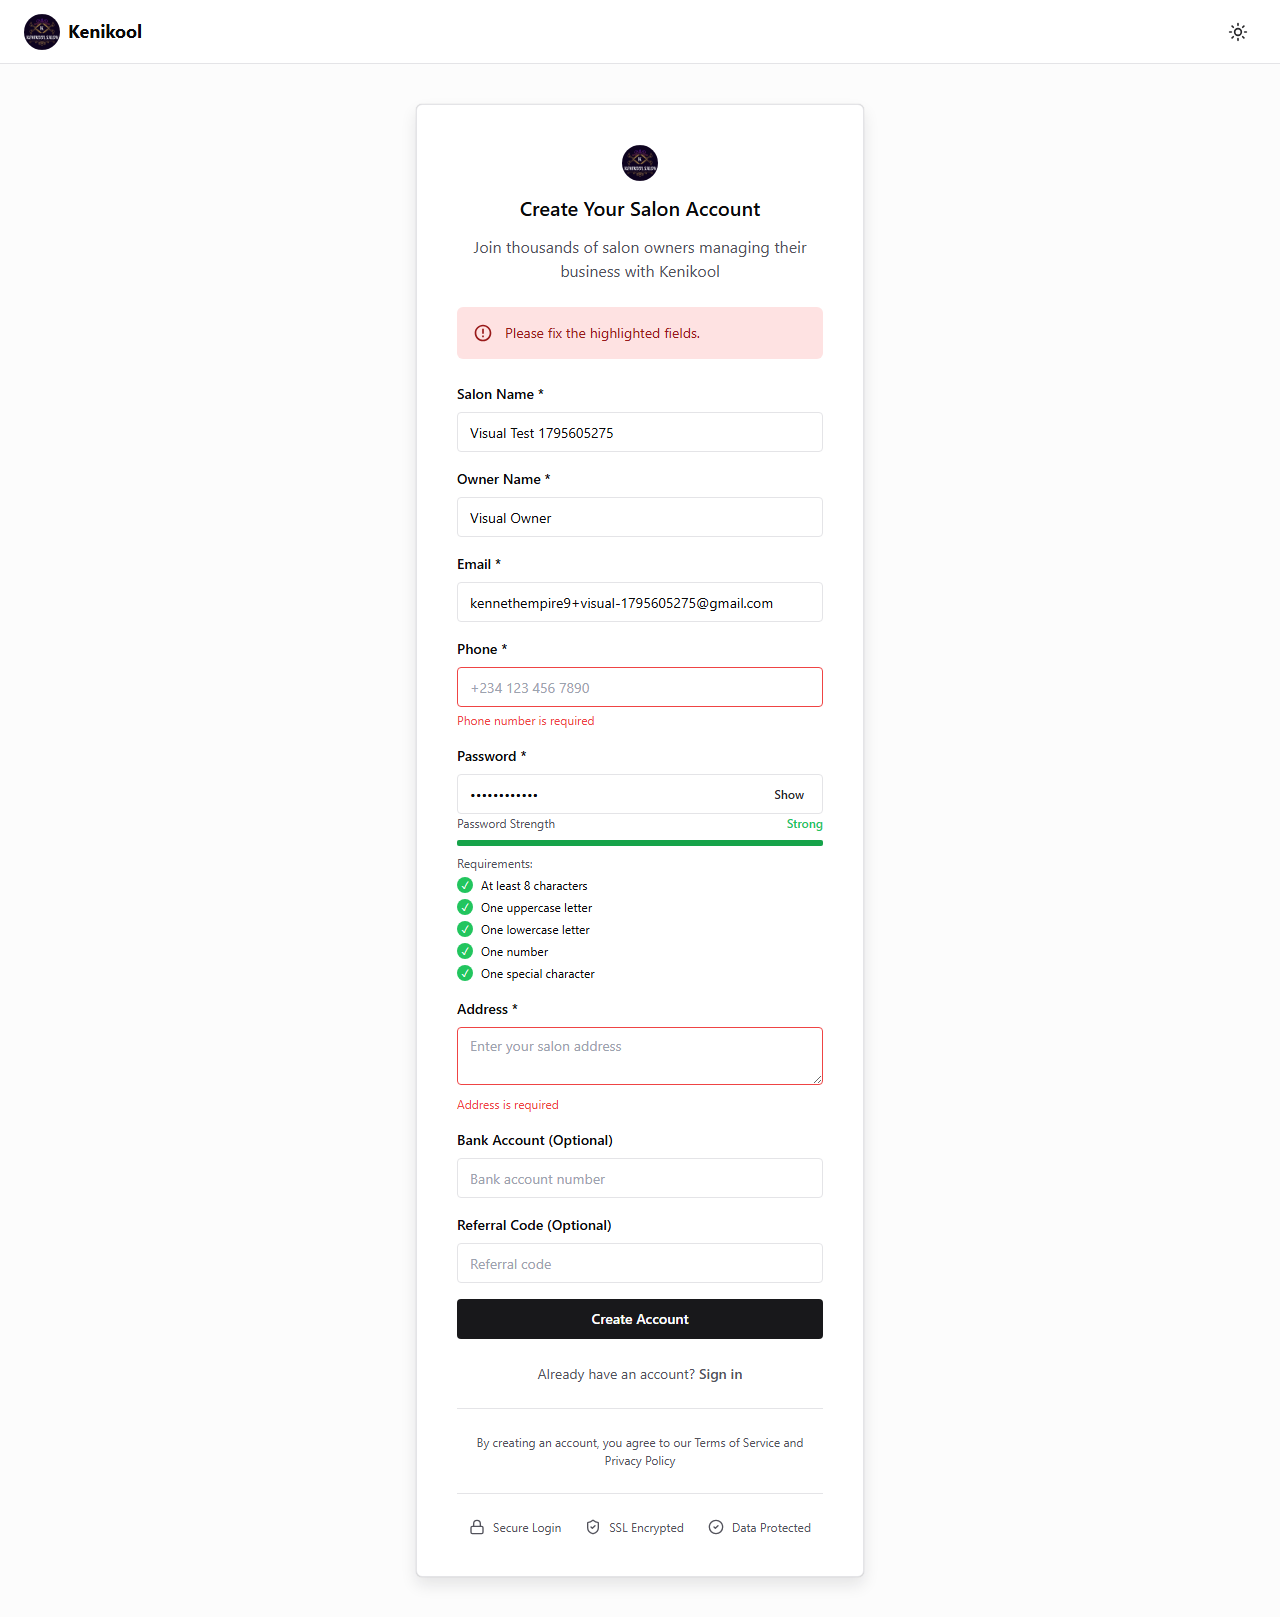 Kenikool
Create Your Salon Account
Join thousands of salon owners managing their
business with Kenikool
Please fix the highlighted fields.
Salon Name *
Visual Test 1795605275
Owner Name *
Visual Owner
Email *
kennethempire9+visual-1795605275@gmail.com
Phone *
+234 123 456 7890
Phone number is required
Password *
•••••••••••• Show
Password Strength Strong
Requirements:
✓ At least 8 characters
✓ One uppercase letter
✓ One lowercase letter
✓ One number
✓ One special character
Address *
Enter your salon address
Address is required
Bank Account (Optional)
Bank account number
Referral Code (Optional)
Referral code
Create Account
Already have an account? Sign in
By creating an account, you agree to our Terms of Service and
Privacy Policy
Secure Login SSL Encrypted Data Protected